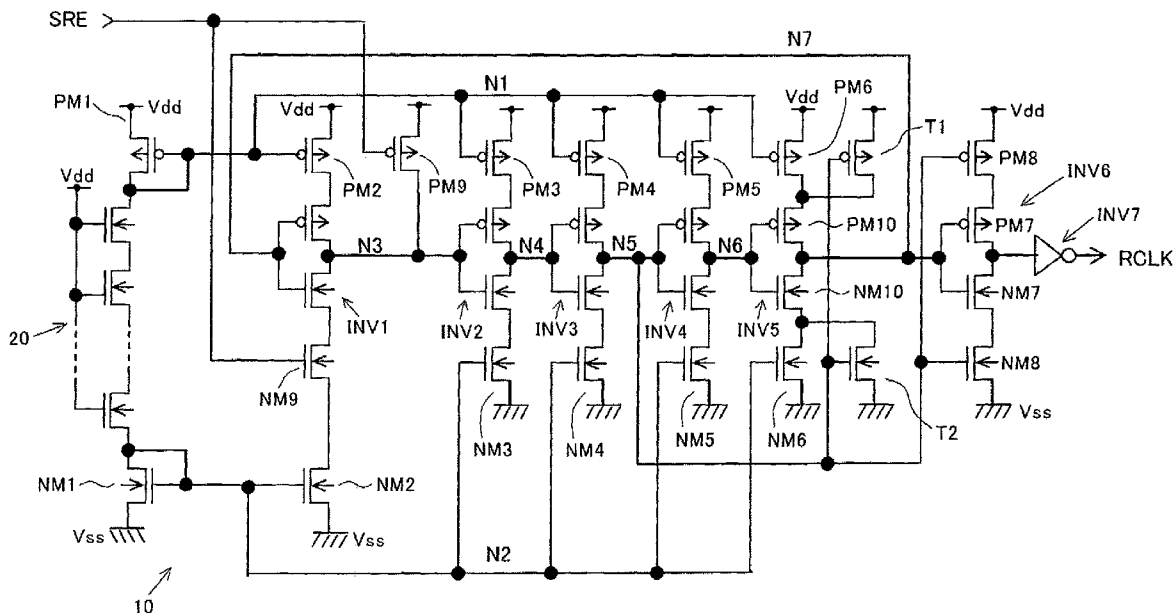 SRE
N7
PM1
Vdd
N1
Vdd
Vdd
PM6
T1
Vdd
Vdd
PM2
PM9
PM3
PM4
PM5
PM8
INV6
PM10
PM7
INV7
N3
N4
N5
N6
RCLK
20
INV1
INV2
INV3
INV4
INV5
NM10
NM7
NM9
NM8
NM3
NM4
NM5
NM6
T2
Vss
NM1
NM2
Vss
Vss
N2
10